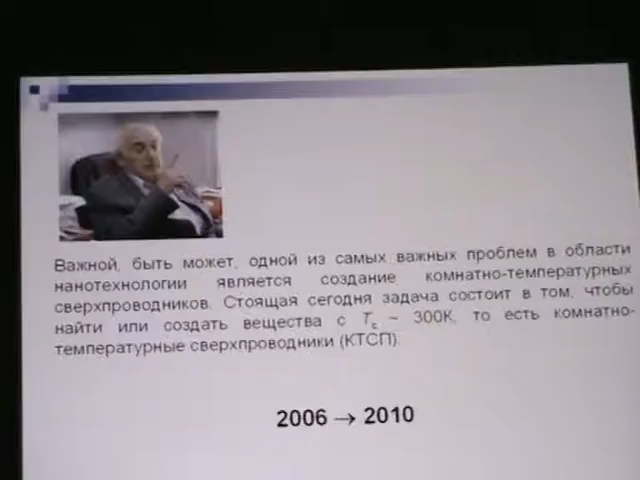 Важной, быть может, одной из самых важных проблем в области
нанотехнологии является создание комнатно-температурных
сверхпроводников. Стоящая сегодня задача состоит в том, чтобы
найти или создать вещества с Tc ~ 300К, то есть комнатно-
температурные сверхпроводники (КТСП).
2006 → 2010